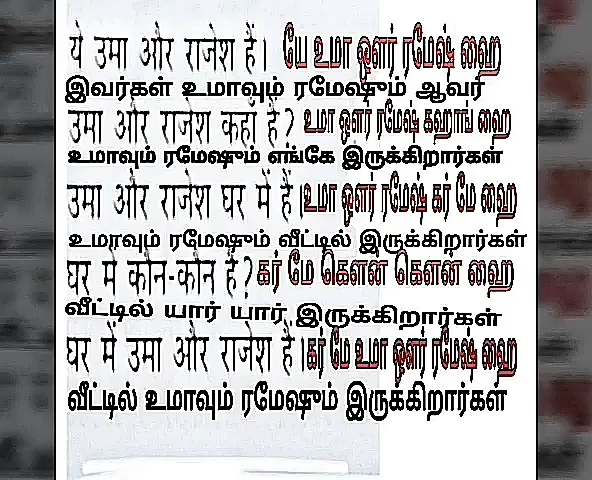 ये उमा और राजेश हैं। யே உமா ஔர் ரமேஷ் ஹை
இவர்கள் உமாவும் ரமேஷும் ஆவர்
उमा और राजेश कहाँ हैं? உமா ஔர் ரமேஷ் கஹாங் ஹை
உமாவும் ரமேஷும் எங்கே இருக்கிறார்கள்
उमा और राजेश घर में हैं। உமா ஔர் ரமேஷ் கர் மே ஹை
உமாவும் ரமேஷும் வீட்டில் இருக்கிறார்கள்
घर में कौन-कौन हैं? கர் மே கௌன் கௌன் ஹை
வீட்டில் யார் யார் இருக்கிறார்கள்
घर में उमा और राजेश हैं। கர் மே உமா ஔர் ரமேஷ் ஹை
வீட்டில் உமாவும் ரமேஷும் இருக்கிறார்கள்